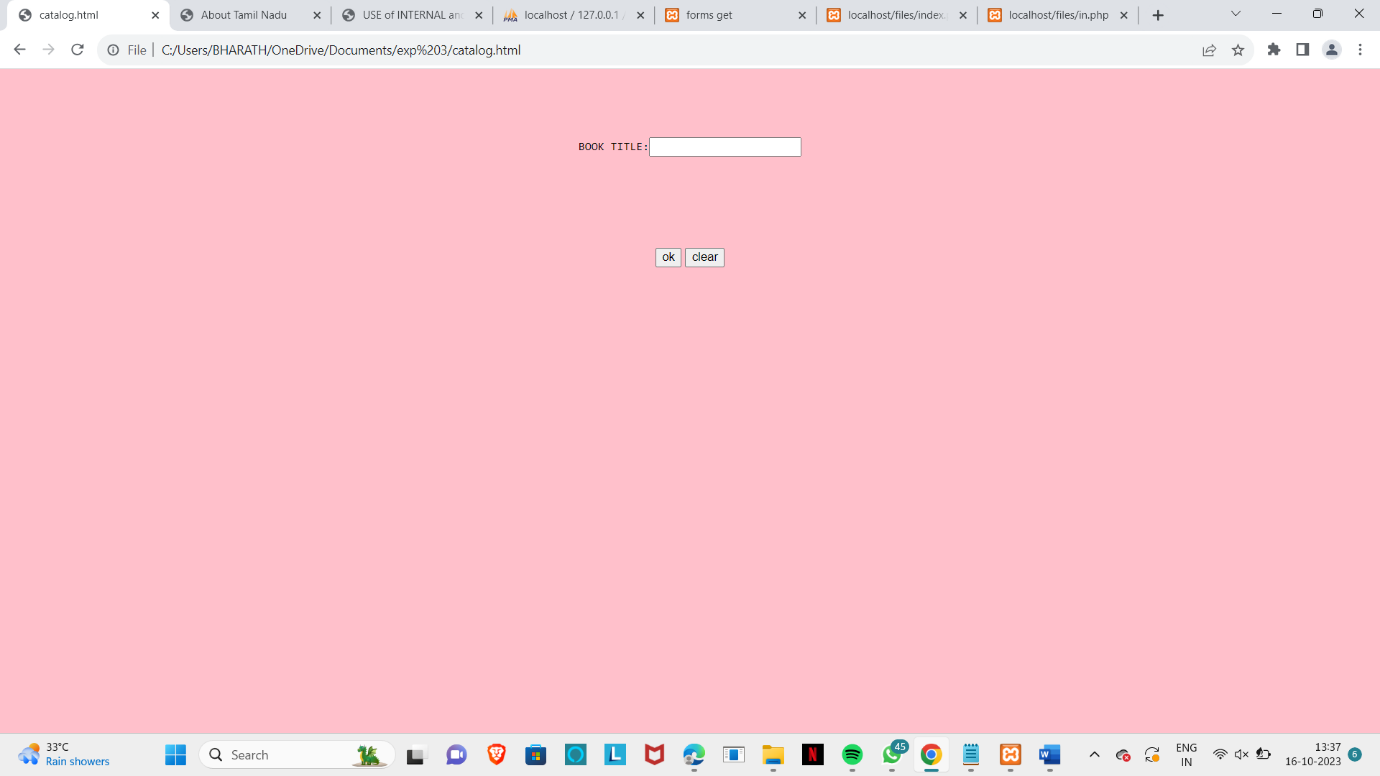 catalog.html
About Tamil Nadu
USE of INTERNAL an
localhost / 127.0.0.1 /
forms get
localhost/files/index.
localhost/files/in.php
File | C:/Users/BHARATH/OneDrive/Documents/exp%203/catalog.html
BOOK TITLE:
ok clear
33°C
Rain showers
Search
45
ENG
IN
13:37
16-10-2023
6